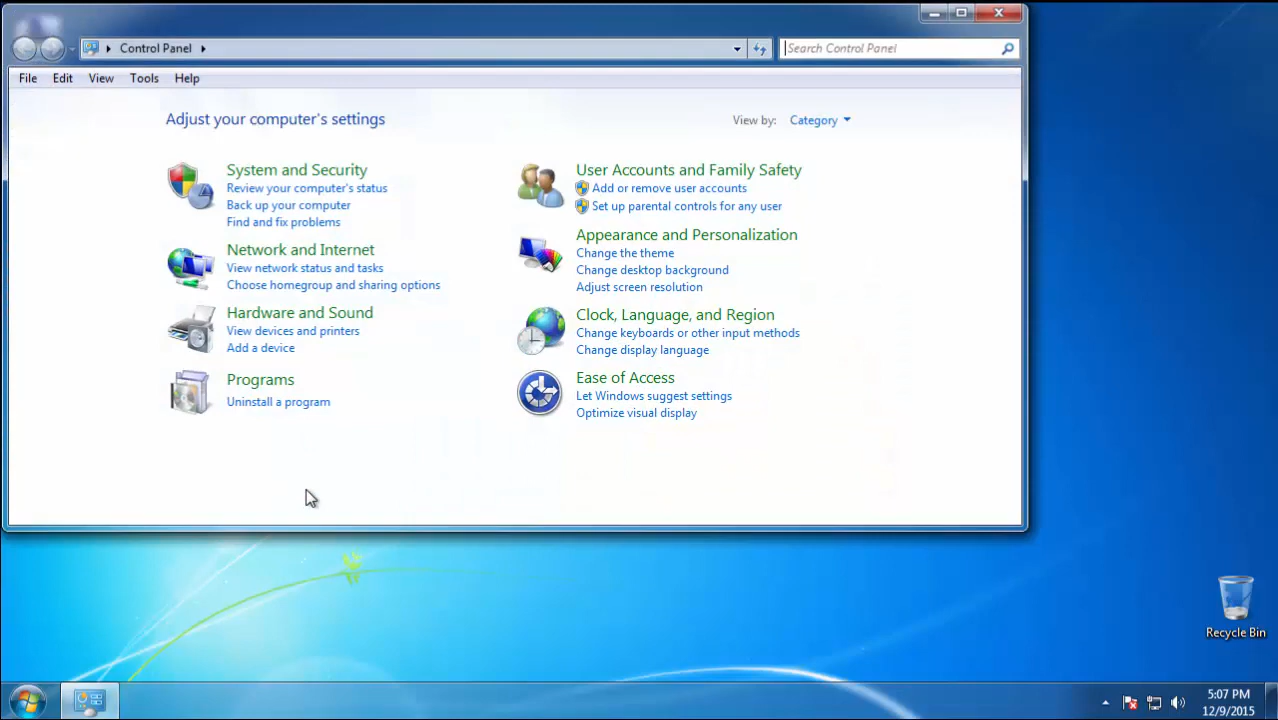 Control Panel
Search Control Panel
File Edit View Tools Help
Adjust your computer's settings
View by: Category
System and Security
Review your computer's status
Back up your computer
Find and fix problems
Network and Internet
View network status and tasks
Choose homegroup and sharing options
Hardware and Sound
View devices and printers
Add a device
Programs
Uninstall a program
User Accounts and Family Safety
Add or remove user accounts
Set up parental controls for any user
Appearance and Personalization
Change the theme
Change desktop background
Adjust screen resolution
Clock, Language, and Region
Change keyboards or other input methods
Change display language
Ease of Access
Let Windows suggest settings
Optimize visual display
Recycle Bin
5:07 PM
12/9/2015